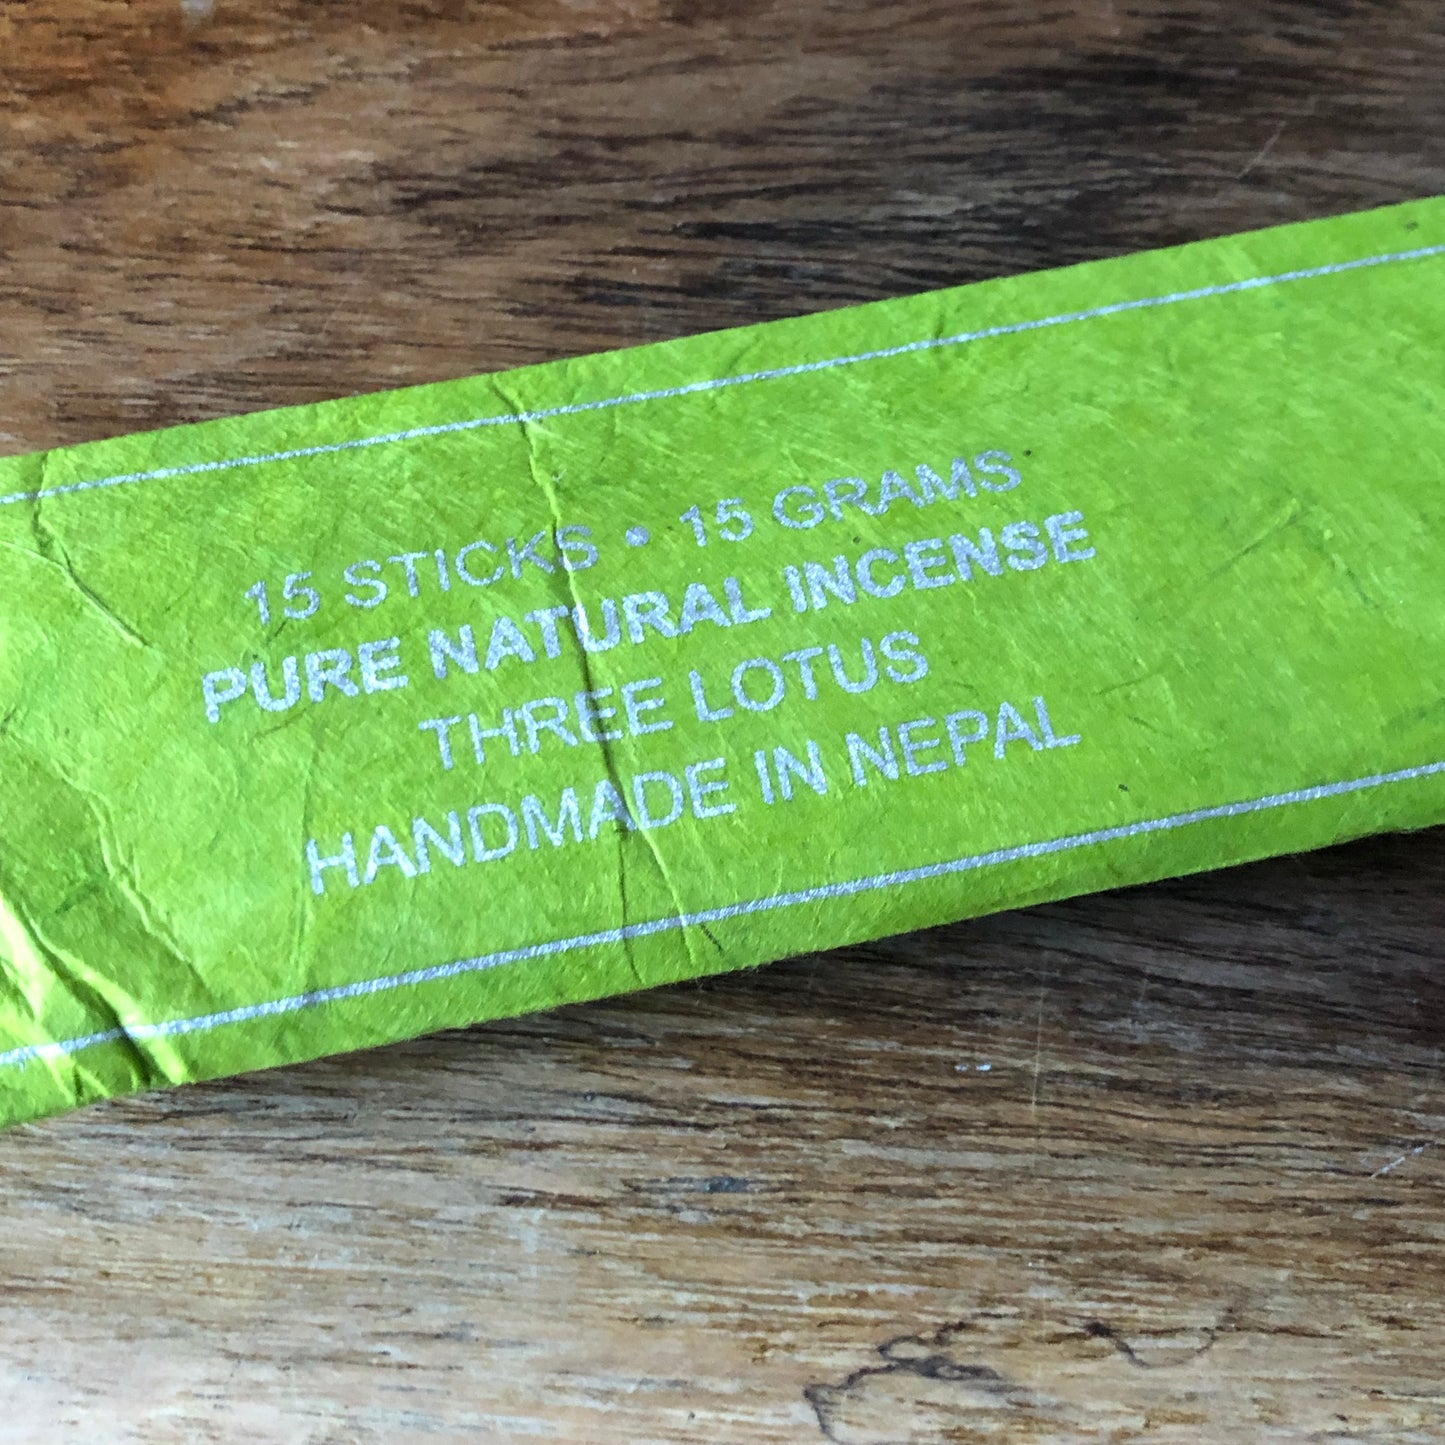 15 STICKS • 15 GRAMS
PURE NATURAL INCENSE
THREE LOTUS
HANDMADE IN NEPAL